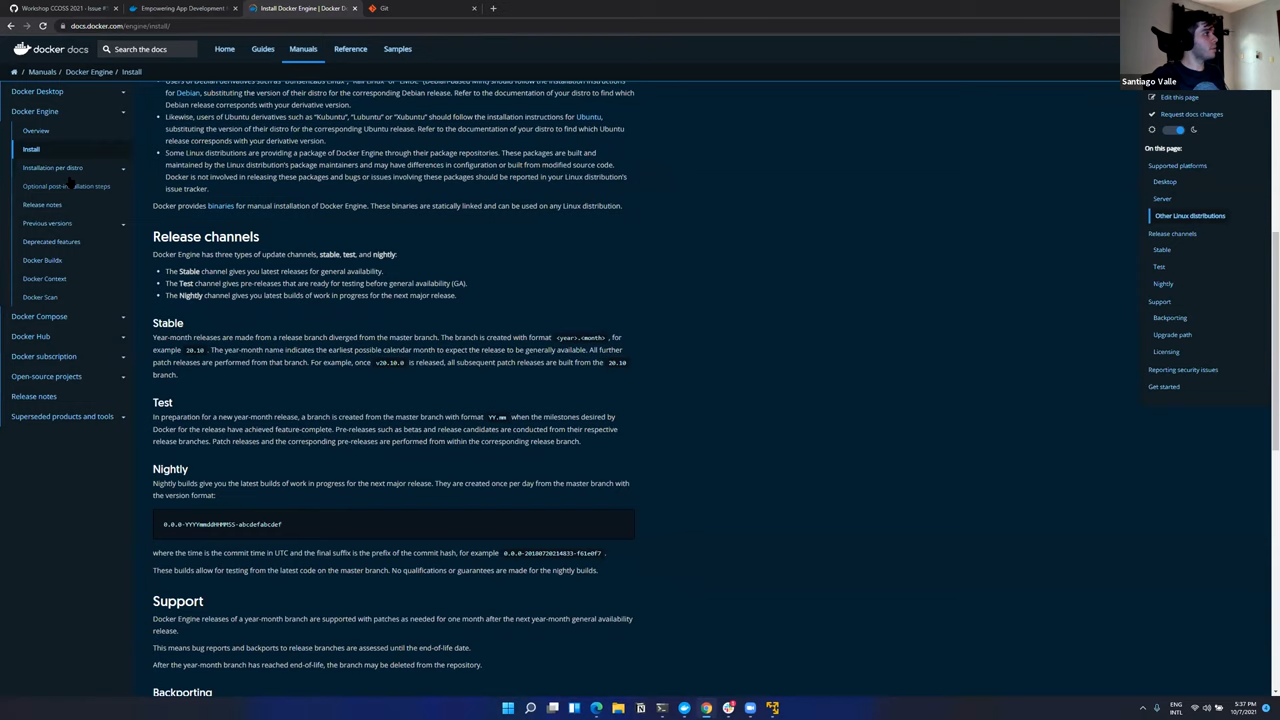 Workshop CCOSS 2021 - Issue #1
Empowering App Development
Install Docker Engine | Docker D
Git
docs.docker.com/engine/install/
docker docs
Search the docs
Home
Guides
Manuals
Reference
Samples
Santiago Valle
/ Manuals / Docker Engine / Install
Docker Desktop
Docker Engine
Overview
Install
Installation per distro
Optional post-installation steps
Release notes
Previous versions
Deprecated features
Docker Buildx
Docker Context
Docker Scan
Docker Compose
Docker Hub
Docker subscription
Open-source projects
Release notes
Superseded products and tools
for Debian, substituting the version of their distro for the corresponding Debian release. Refer to the documentation of your distro to find which
Debian release corresponds with your derivative version.
Likewise, users of Ubuntu derivatives such as “Kubuntu”, “Lubuntu” or “Xubuntu” should follow the installation instructions for Ubuntu,
substituting the version of their distro for the corresponding Ubuntu release. Refer to the documentation of your distro to find which Ubuntu
release corresponds with your derivative version.
Some Linux distributions are providing a package of Docker Engine through their package repositories. These packages are built and
maintained by the Linux distribution’s package maintainers and may have differences in configuration or built from modified source code.
Docker is not involved in releasing these packages and bugs or issues involving these packages should be reported in your Linux distribution’s
issue tracker.
Docker provides binaries for manual installation of Docker Engine. These binaries are statically linked and can be used on any Linux distribution.
Release channels
Docker Engine has three types of update channels, stable, test, and nightly:
The Stable channel gives you latest releases for general availability.
The Test channel gives pre-releases that are ready for testing before general availability (GA).
The Nightly channel gives you latest builds of work in progress for the next major release.
Stable
Year-month releases are made from a release branch diverged from the master branch. The branch is created with format <year>.<month> , for
example 20.10 . The year-month name indicates the earliest possible calendar month to expect the release to be generally available. All further
patch releases are performed from that branch. For example, once v20.10.0 is released, all subsequent patch releases are built from the 20.10
branch.
Test
In preparation for a new year-month release, a branch is created from the master branch with format YY.mm when the milestones desired by
Docker for the release have achieved feature-complete. Pre-releases such as betas and release candidates are conducted from their respective
release branches. Patch releases and the corresponding pre-releases are performed from within the corresponding release branch.
Nightly
Nightly builds give you the latest builds of work in progress for the next major release. They are created once per day from the master branch with
the version format:
0.0.0-YYYYmmddHHMMSS-abcdefabcdef
where the time is the commit time in UTC and the final suffix is the prefix of the commit hash, for example 0.0.0-20180720214833-f61e0f7 .
These builds allow for testing from the latest code on the master branch. No qualifications or guarantees are made for the nightly builds.
Support
Docker Engine releases of a year-month branch are supported with patches as needed for one month after the next year-month general availability
release.
This means bug reports and backports to release branches are assessed until the end-of-life date.
After the year-month branch has reached end-of-life, the branch may be deleted from the repository.
Backporting
Edit this page
Request docs changes
On this page:
Supported platforms
Desktop
Server
Other Linux distributions
Release channels
Stable
Test
Nightly
Support
Backporting
Upgrade path
Licensing
Reporting security issues
Get started
ENG
INTL
5:37 PM
10/7/2021